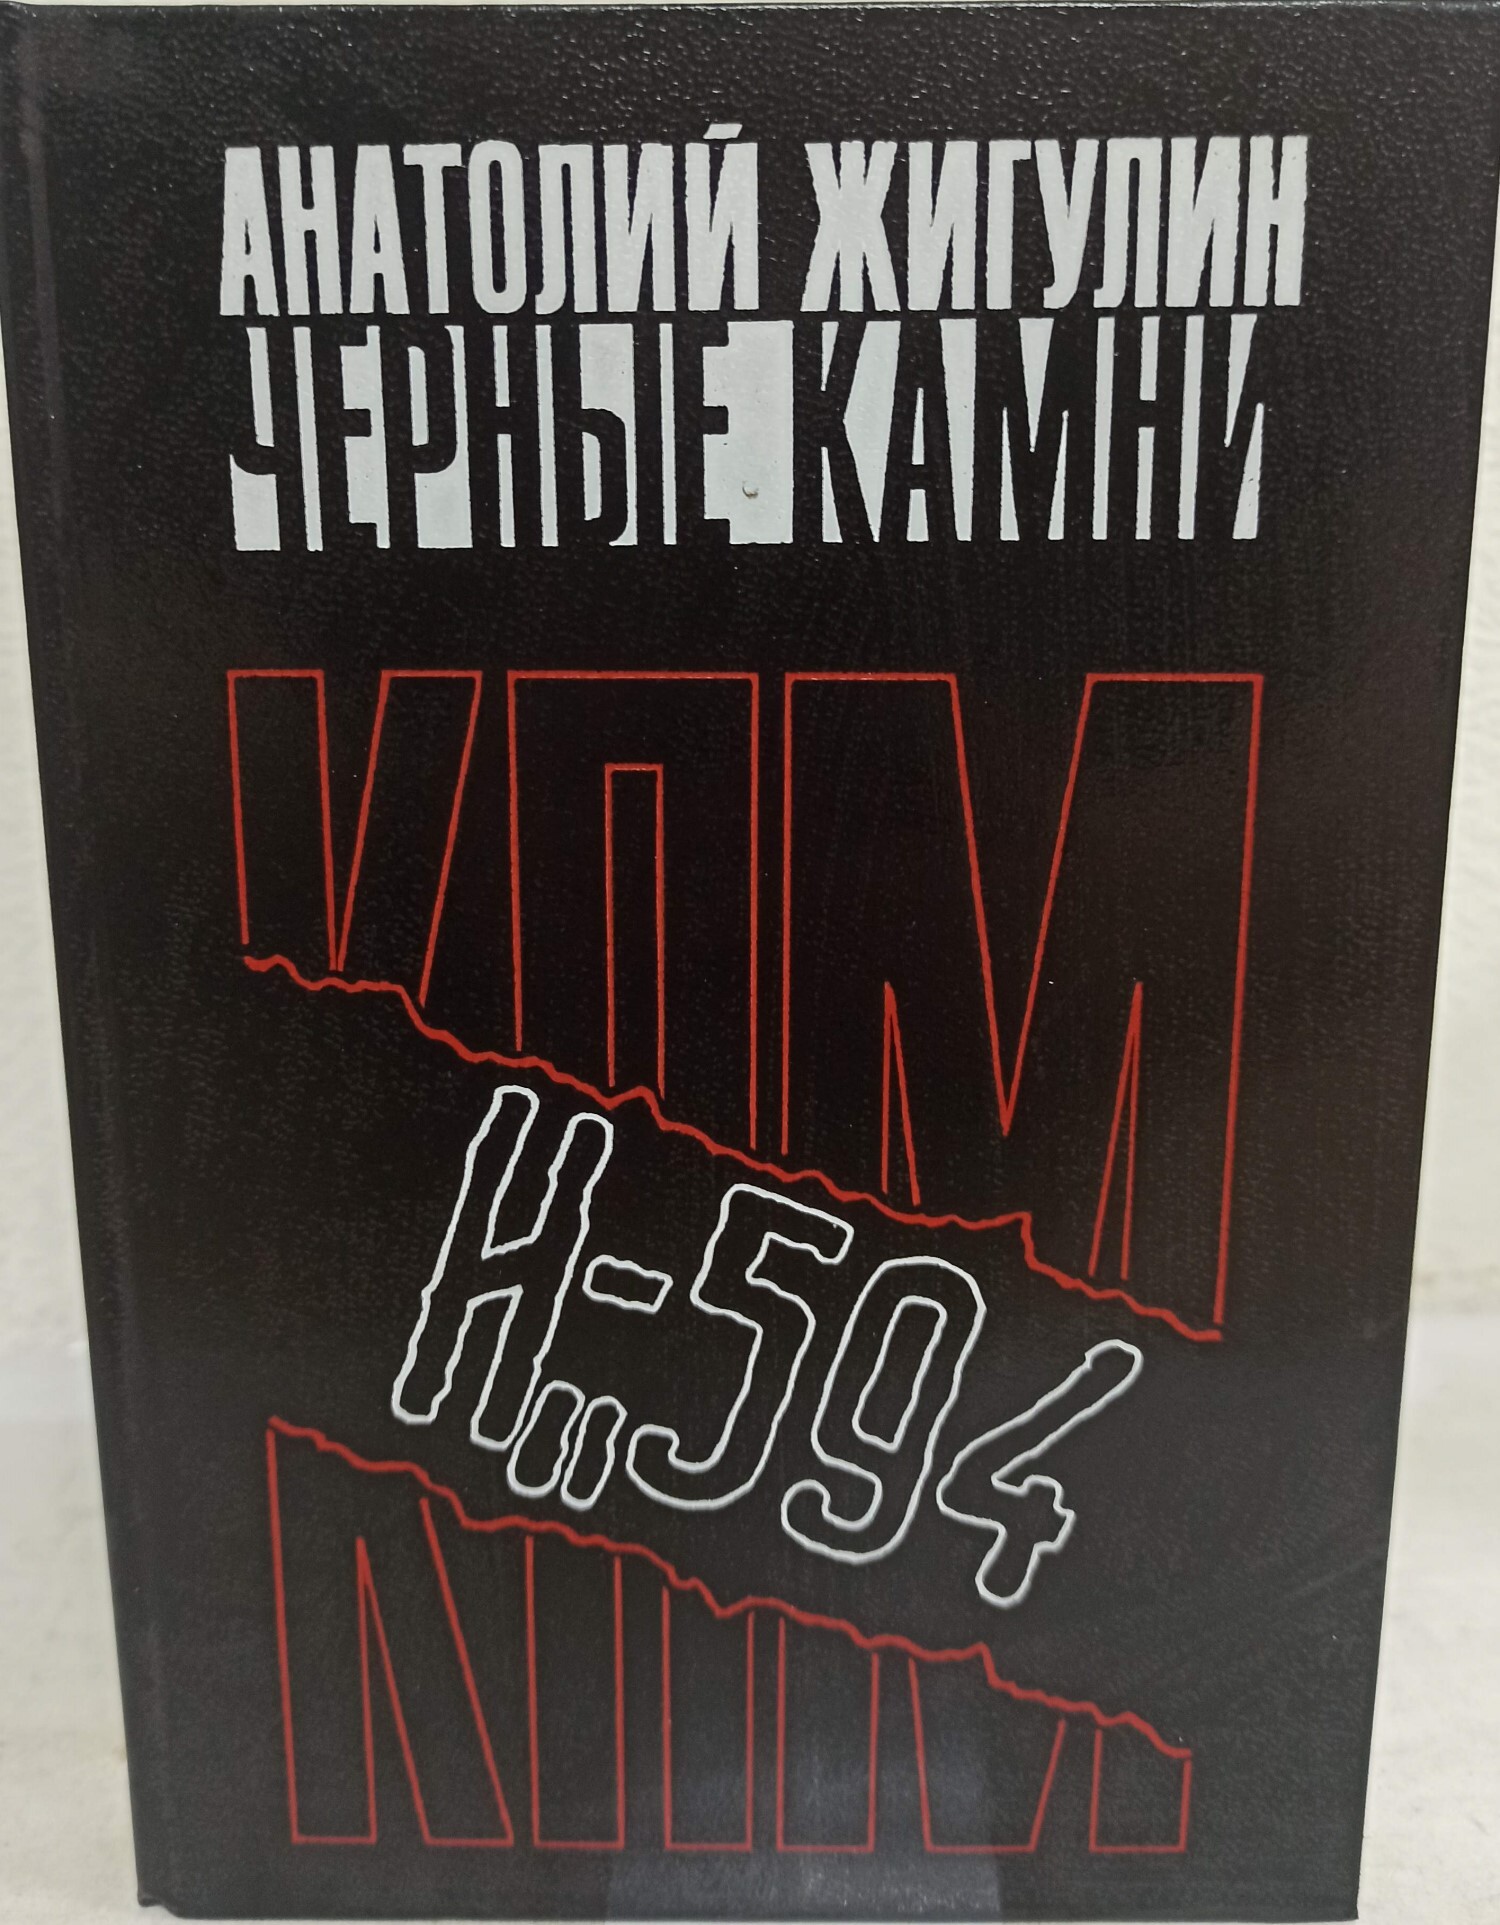 АНАТОЛИЙ ЖИГУЛИН
ЧЕРНЫЕ КАМНИ
КПМ
Н„-594